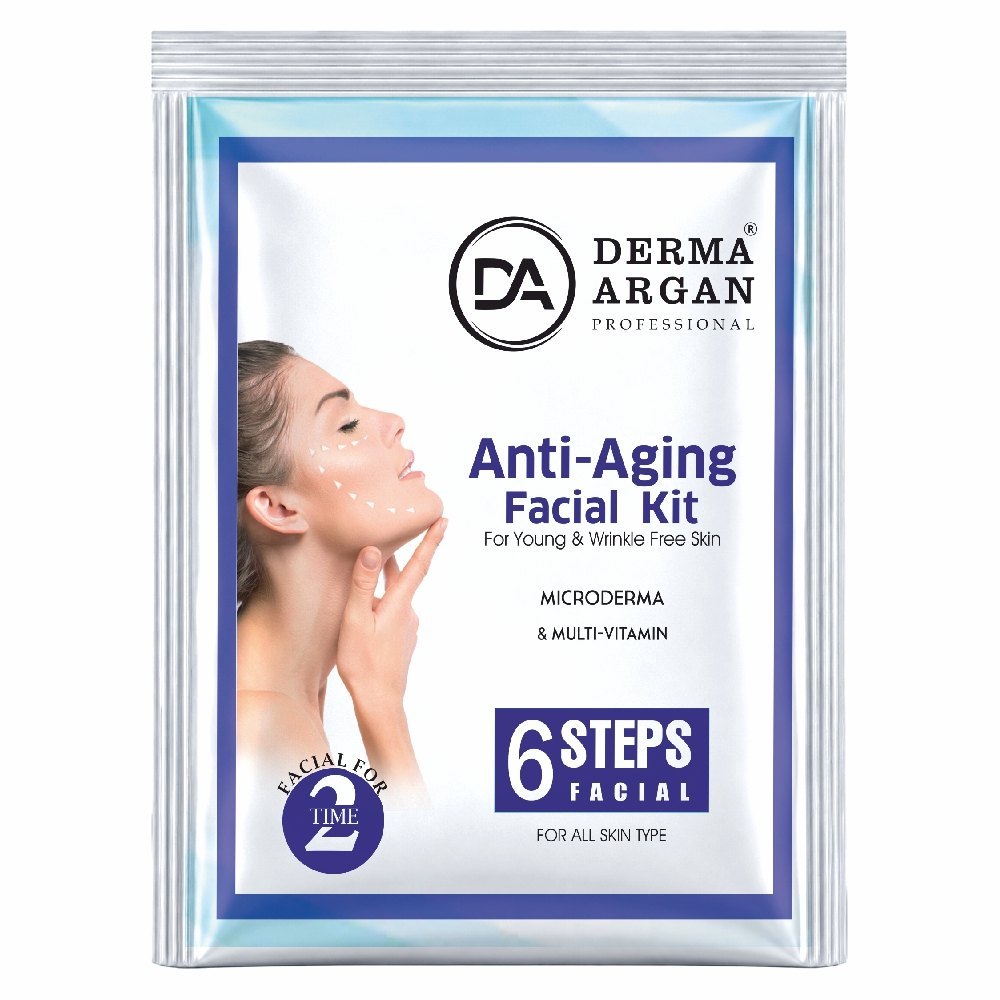 DA
DERMA®
ARGAN
PROFESSIONAL
Anti-Aging
Facial Kit
For Young & Wrinkle Free Skin
MICRODERMA
& MULTI-VITAMIN
6 STEPS
FACIAL
FOR ALL SKIN TYPE
FACIAL FOR
2
TIME